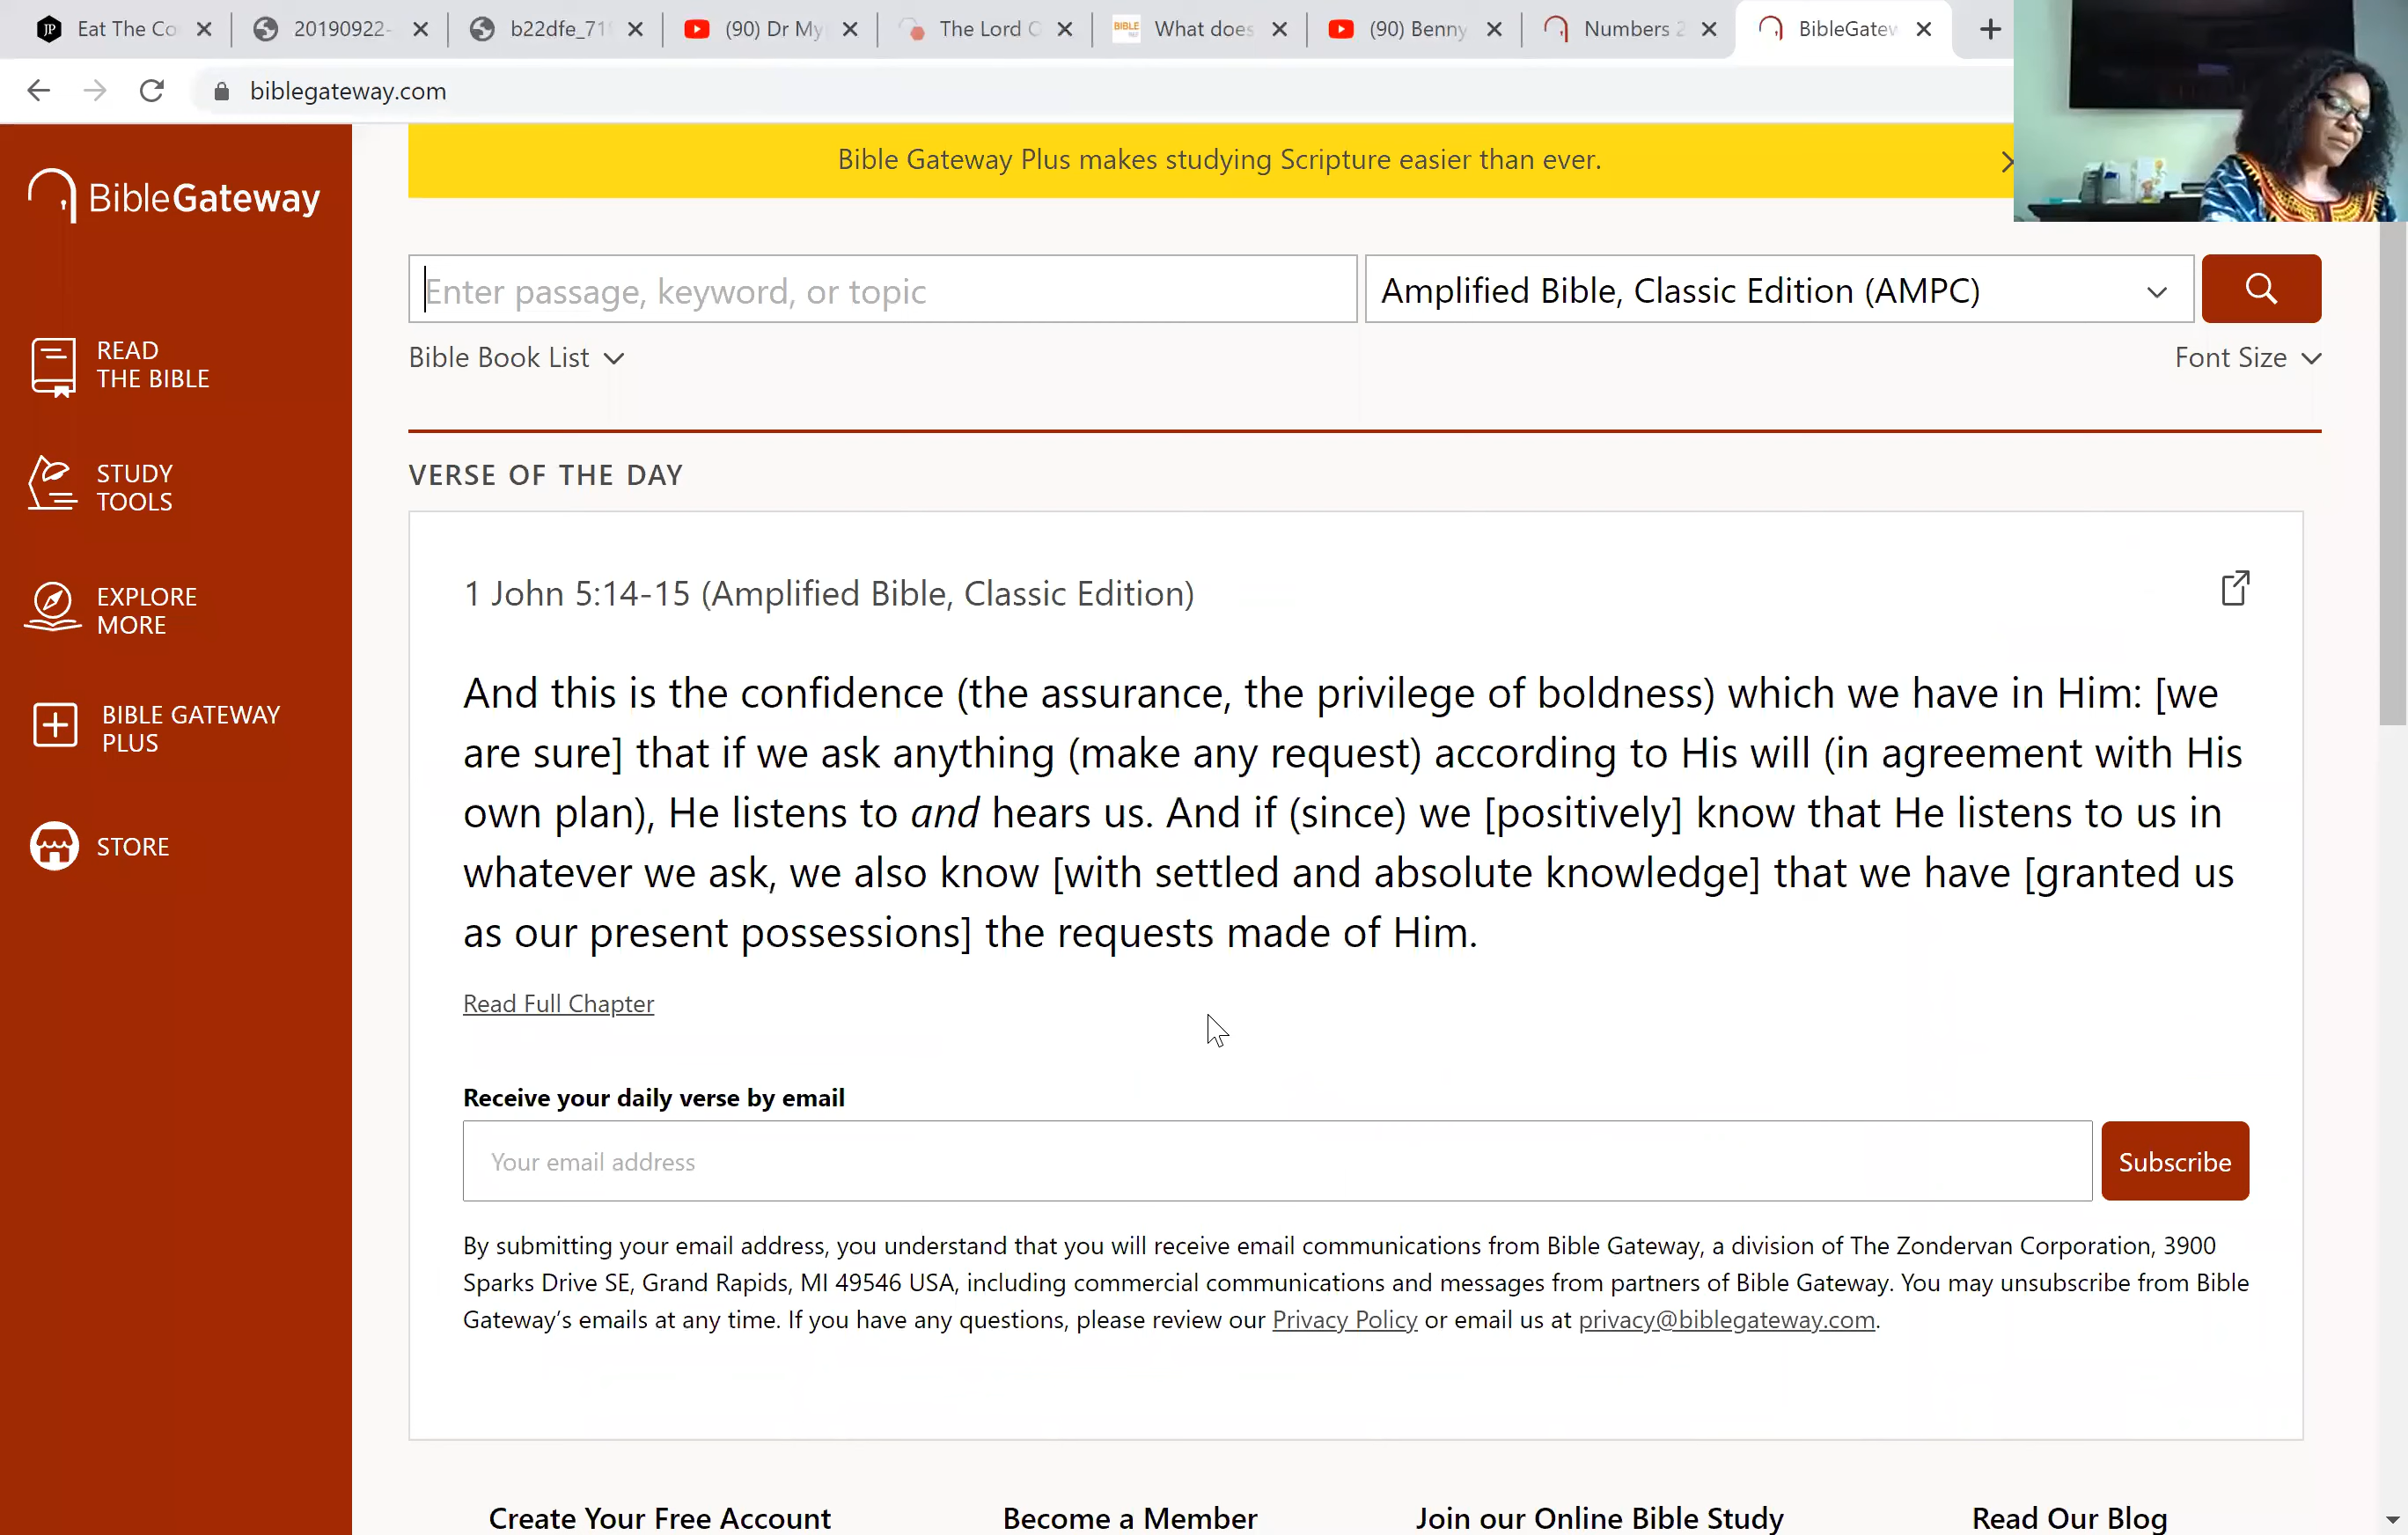 Eat The Co
20190922-
b22dfe_71
(90) Dr My
The Lord C
BIBLE
What does
(90) Benny
Numbers 2
BibleGatew
biblegateway.com
Bible Gateway Plus makes studying Scripture easier than ever.
BibleGateway
Enter passage, keyword, or topic
Amplified Bible, Classic Edition (AMPC)
Bible Book List
Font Size
READ
THE BIBLE
STUDY
TOOLS
EXPLORE
MORE
BIBLE GATEWAY
PLUS
STORE
VERSE OF THE DAY
1 John 5:14-15 (Amplified Bible, Classic Edition)
And this is the confidence (the assurance, the privilege of boldness) which we have in Him: [we
are sure] that if we ask anything (make any request) according to His will (in agreement with His
own plan), He listens to and hears us. And if (since) we [positively] know that He listens to us in
whatever we ask, we also know [with settled and absolute knowledge] that we have [granted us
as our present possessions] the requests made of Him.
Read Full Chapter
Receive your daily verse by email
Your email address
Subscribe
By submitting your email address, you understand that you will receive email communications from Bible Gateway, a division of The Zondervan Corporation, 3900
Sparks Drive SE, Grand Rapids, MI 49546 USA, including commercial communications and messages from partners of Bible Gateway. You may unsubscribe from Bible
Gateway’s emails at any time. If you have any questions, please review our Privacy Policy or email us at privacy@biblegateway.com.
Create Your Free Account
Become a Member
Join our Online Bible Study
Read Our Blog